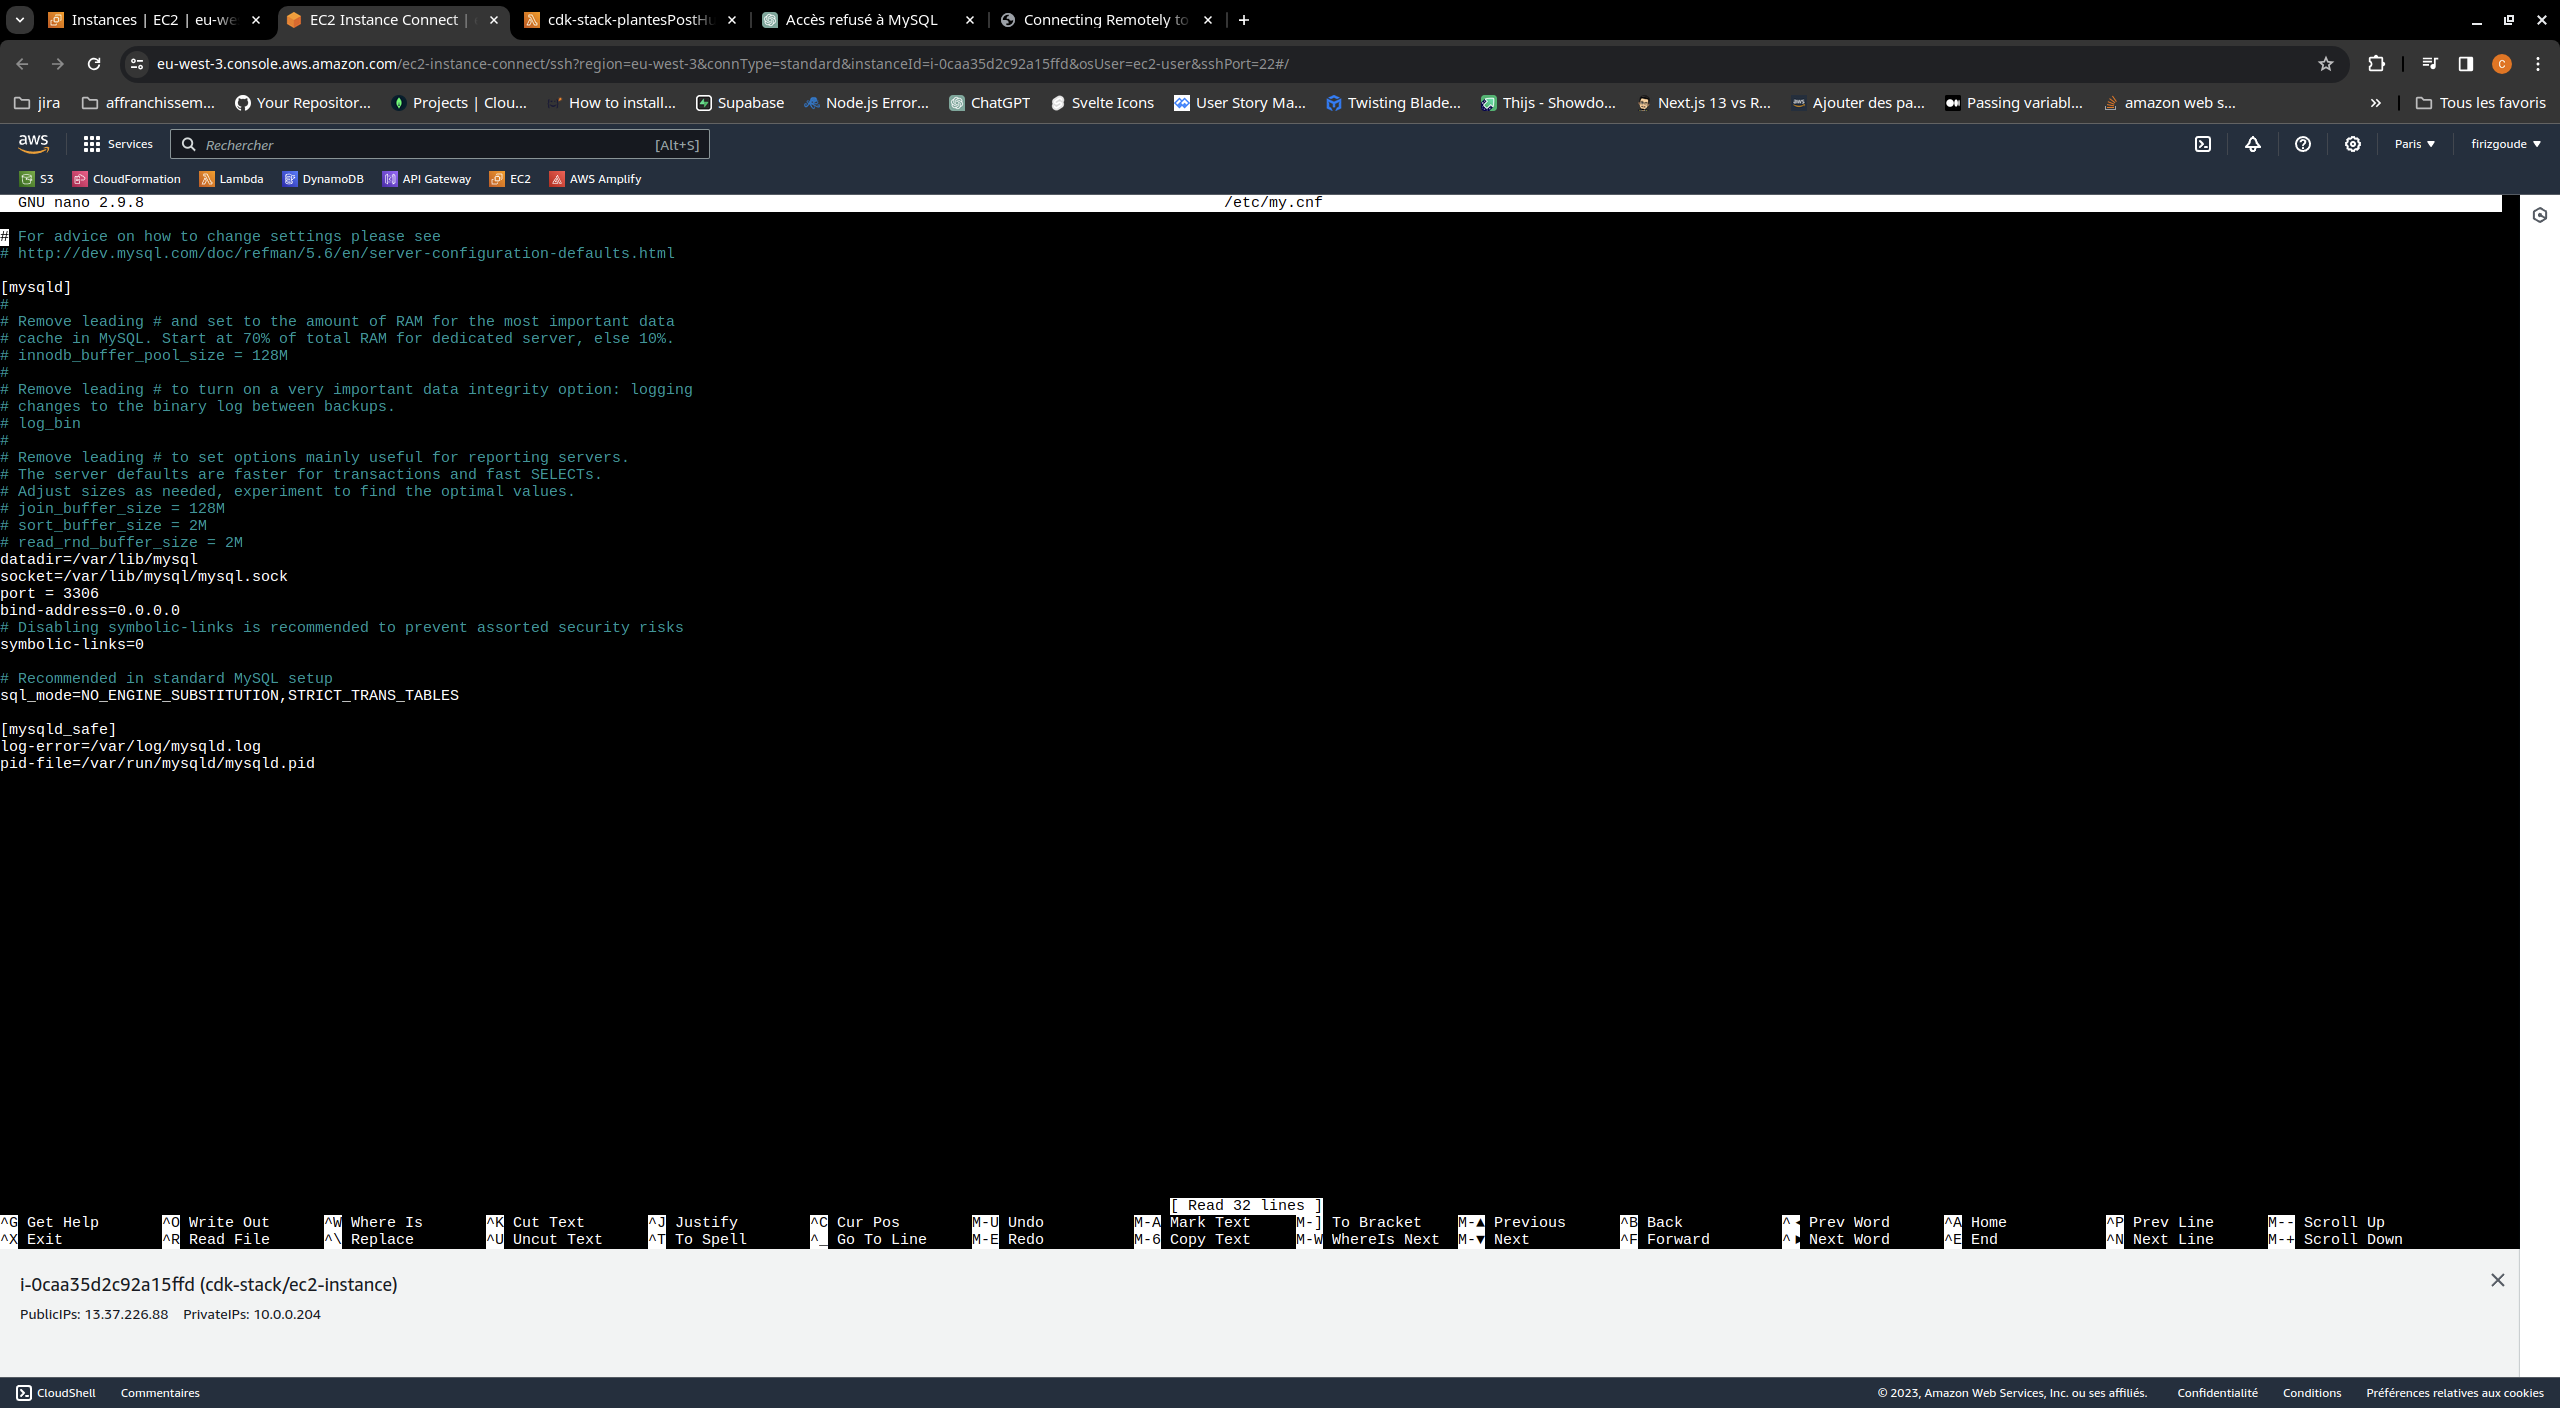 Instances | EC2 | eu-we
EC2 Instance Connect |
cdk-stack-plantesPostHu
Accès refusé à MySQL
Connecting Remotely to
eu-west-3.console.aws.amazon.com/ec2-instance-connect/ssh?region=eu-west-3&connType=standard&instanceId=i-0caa35d2c92a15ffd&osUser=ec2-user&sshPort=22#/
C
jira
affranchissem...
Your Repositor...
Projects | Clou...
How to install...
Supabase
Node.js Error...
ChatGPT
Svelte Icons
User Story Ma...
Twisting Blade...
Thijs - Showdo...
Next.js 13 vs R...
Ajouter des pa...
Passing variabl...
amazon web s...
Tous les favoris
aws
Services
Rechercher
[Alt+S]
Paris
firizgoude
S3
CloudFormation
Lambda
DynamoDB
API Gateway
EC2
AWS Amplify
GNU nano 2.9.8 /etc/my.cnf
# For advice on how to change settings please see
# http://dev.mysql.com/doc/refman/5.6/en/server-configuration-defaults.html
[mysqld]
#
# Remove leading # and set to the amount of RAM for the most important data
# cache in MySQL. Start at 70% of total RAM for dedicated server, else 10%.
# innodb_buffer_pool_size = 128M
#
# Remove leading # to turn on a very important data integrity option: logging
# changes to the binary log between backups.
# log_bin
#
# Remove leading # to set options mainly useful for reporting servers.
# The server defaults are faster for transactions and fast SELECTs.
# Adjust sizes as needed, experiment to find the optimal values.
# join_buffer_size = 128M
# sort_buffer_size = 2M
# read_rnd_buffer_size = 2M
datadir=/var/lib/mysql
socket=/var/lib/mysql/mysql.sock
port = 3306
bind-address=0.0.0.0
# Disabling symbolic-links is recommended to prevent assorted security risks
symbolic-links=0
# Recommended in standard MySQL setup
sql_mode=NO_ENGINE_SUBSTITUTION,STRICT_TRANS_TABLES
[mysqld_safe]
log-error=/var/log/mysqld.log
pid-file=/var/run/mysqld/mysqld.pid
[ Read 32 lines ]
^G Get Help ^O Write Out ^W Where Is ^K Cut Text ^J Justify ^C Cur Pos M-U Undo M-A Mark Text M-] To Bracket M-▲ Previous ^B Back ^◀ Prev Word ^A Home ^P Prev Line M-- Scroll Up
^X Exit ^R Read File ^\ Replace ^U Uncut Text ^T To Spell ^_ Go To Line M-E Redo M-6 Copy Text M-W WhereIs Next M-▼ Next ^F Forward ^▶ Next Word ^E End ^N Next Line M-+ Scroll Down
i-0caa35d2c92a15ffd (cdk-stack/ec2-instance)
PublicIPs: 13.37.226.88 PrivateIPs: 10.0.0.204
CloudShell
Commentaires
© 2023, Amazon Web Services, Inc. ou ses affiliés.
Confidentialité
Conditions
Préférences relatives aux cookies